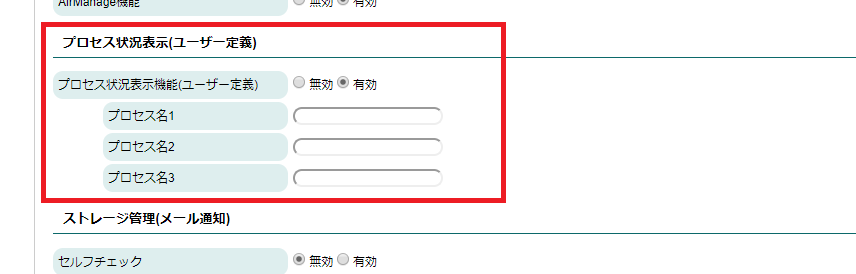 AirManage機能 無効 有効
プロセス状況表示(ユーザー定義)
プロセス状況表示機能(ユーザー定義) 無効 有効
プロセス名1
プロセス名2
プロセス名3
ストレージ管理(メール通知)
セルフチェック 無効 有効